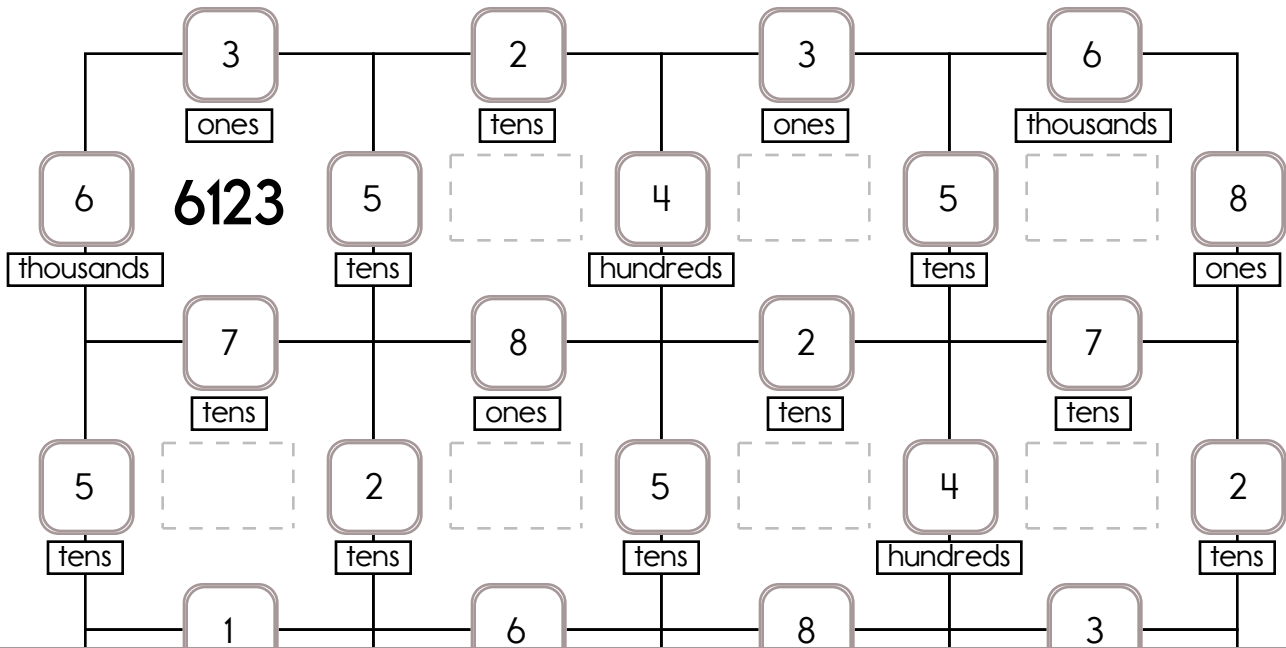 3 2 3 6
ones tens ones thousands
6 6123 5 4 5 8
thousands tens hundreds tens ones
7 8 2 7
tens ones tens tens
5 2 5 4 2
tens tens tens hundreds tens
1 6 8 3